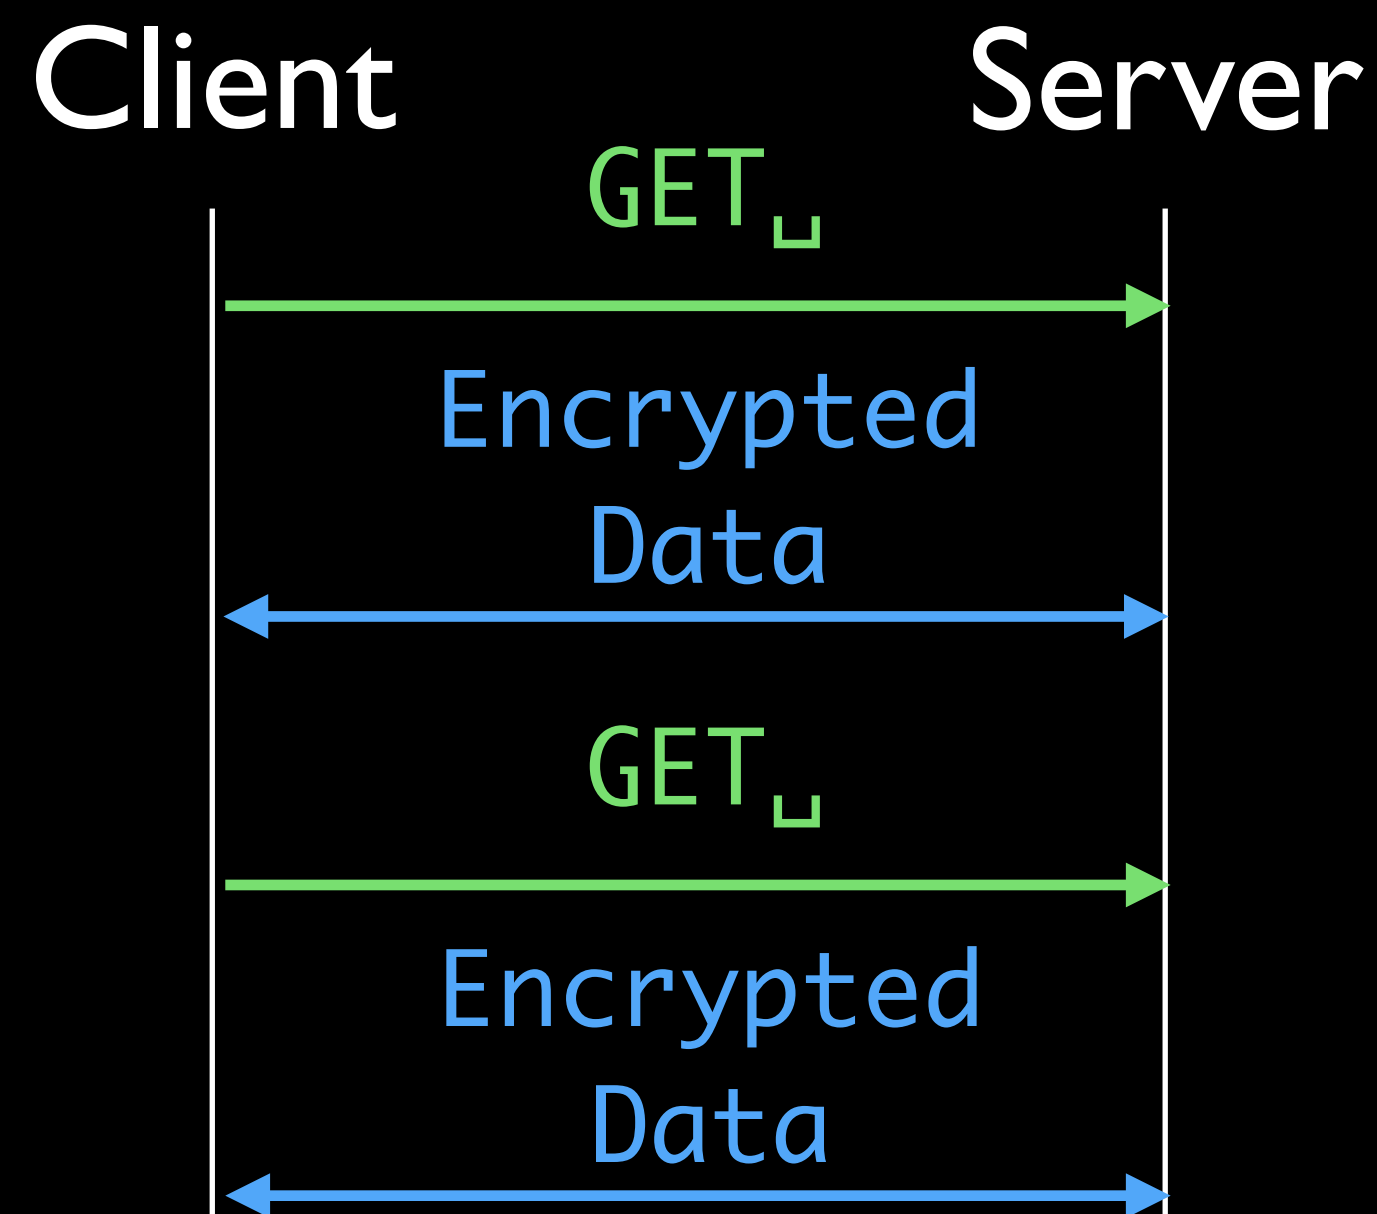 Client Server
GET␣
Encrypted
Data
GET␣
Encrypted
Data